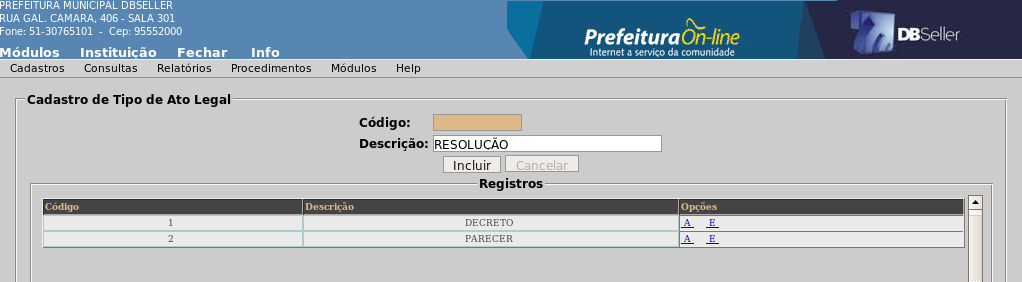 PREFEITURA MUNICIPAL DBSELLER
RUA GAL. CAMARA, 406 - SALA 301
Fone: 51-30765101 - Cep: 95552000
Prefeitura On-line
Internet a serviço da comunidade
DBSeller
Módulos Instituição Fechar Info
Cadastros Consultas Relatórios Procedimentos Módulos Help
Cadastro de Tipo de Ato Legal
Código:
Descrição: RESOLUÇÃO
Incluir Cancelar
Registros
Código Descrição Opções
1 DECRETO A E
2 PARECER A E